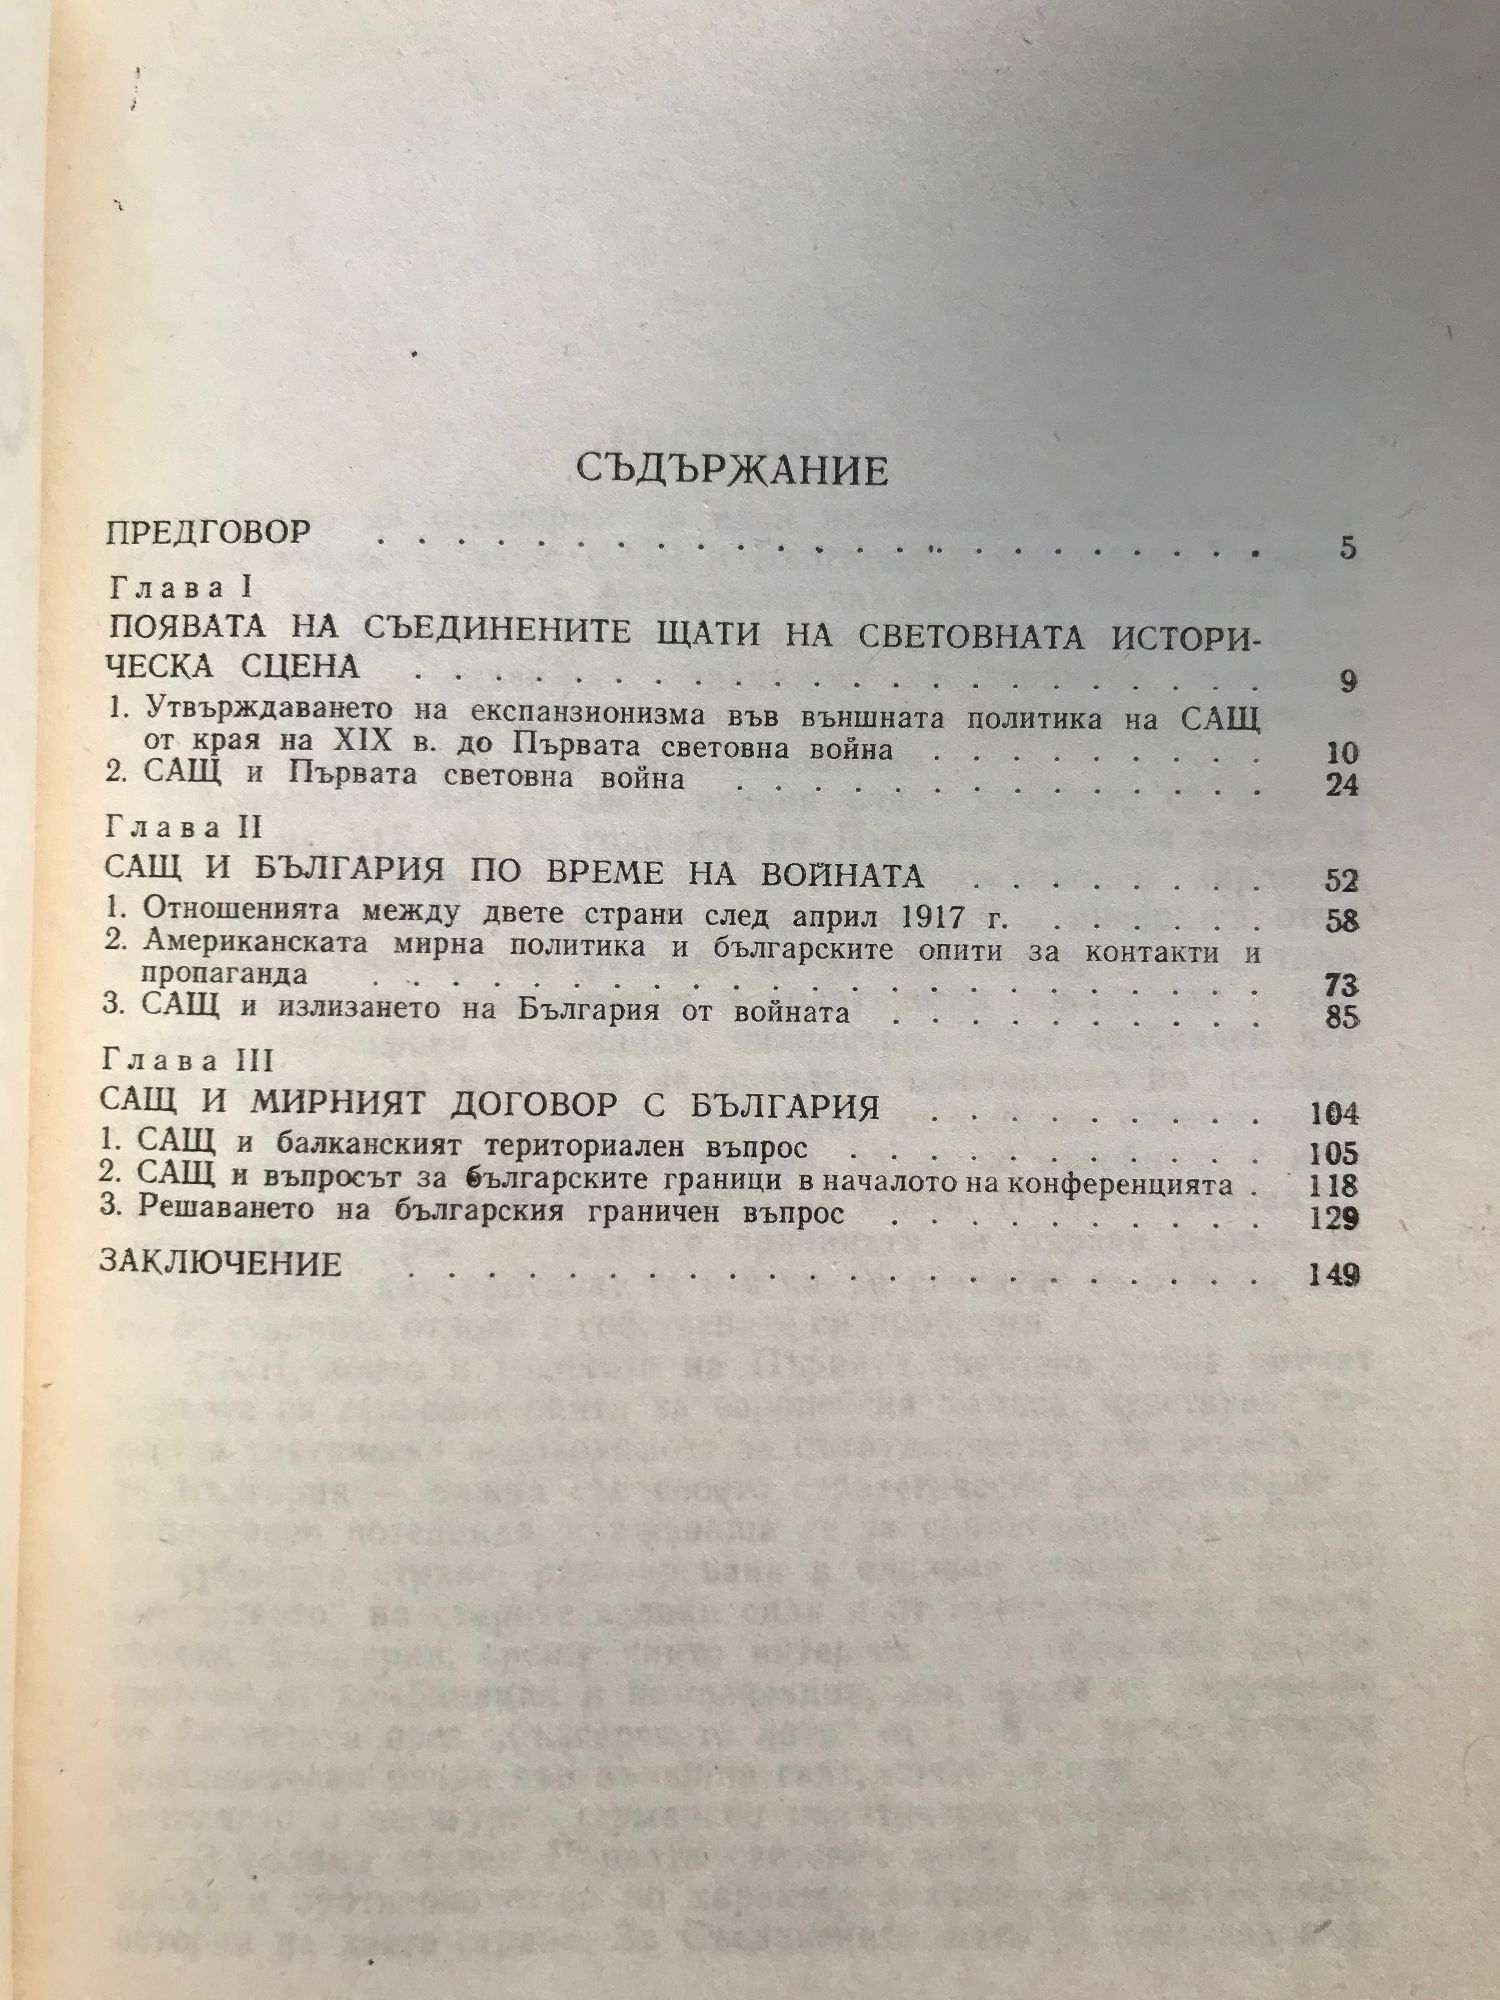 СЪДЪРЖАНИЕ
ПРЕДГОВОР . . . . . . . . . . . . . . . . . . . . . . . 5
Глава I
ПОЯВАТА НА СЪЕДИНЕНИТЕ ЩАТИ НА СВЕТОВНАТА ИСТОРИ-
ЧЕСКА СЦЕНА . . . . . . . . . . . . . . . . . . . . . . 9
1. Утвърждаването на експанзионизма във външната политика на САЩ
от края на XIX в. до Първата световна война . . . . . . . . . 10
2. САЩ и Първата световна война . . . . . . . . . . . . . . 24
Глава II
САЩ И БЪЛГАРИЯ ПО ВРЕМЕ НА ВОЙНАТА . . . . . . . . 52
1. Отношенията между двете страни след април 1917 г. . . . . . . 58
2. Американската мирна политика и българските опити за контакти и
пропаганда . . . . . . . . . . . . . . . . . . . . . . . 73
3. САЩ и излизането на България от войната . . . . . . . . . . 85
Глава III
САЩ И МИРНИЯТ ДОГОВОР С БЪЛГАРИЯ . . . . . . . . . 104
1. САЩ и балканският териториален въпрос . . . . . . . . . . . 105
2. САЩ и въпросът за българските граници в началото на конференцията . 118
3. Решаването на българския граничен въпрос . . . . . . . . . . 129
ЗАКЛЮЧЕНИЕ . . . . . . . . . . . . . . . . . . . . . . 149